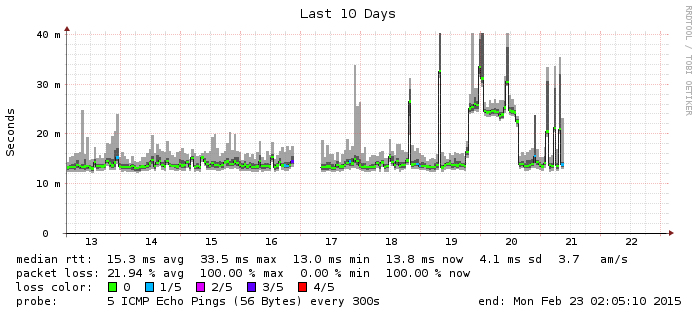 Last 10 Days
RRDTOOL / TOBI OETIKER
Seconds
40 m
30 m
20 m
10 m
0
13 14 15 16 17 18 19 20 21 22
median rtt: 15.3 ms avg 33.5 ms max 13.0 ms min 13.8 ms now 4.1 ms sd 3.7 am/s
packet loss: 21.94 % avg 100.00 % max 0.00 % min 100.00 % now
loss color: 0 1/5 2/5 3/5 4/5
probe: 5 ICMP Echo Pings (56 Bytes) every 300s end: Mon Feb 23 02:05:10 2015